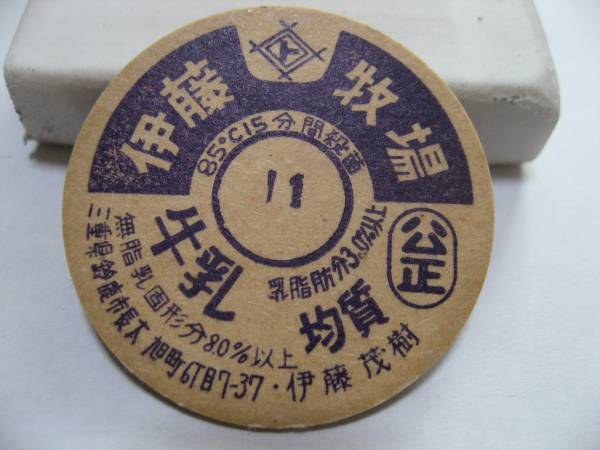 伊藤 牧場
85°C15分間殺菌
11
牛乳
乳脂肪分3.0%以上
公正
均質
無脂乳固形分8.0%以上
三重県鈴鹿市長太旭町6丁目7-37・伊藤茂樹